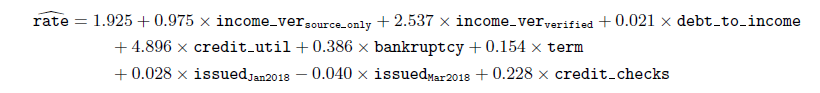 r̂ate = 1.925 + 0.975 × income_ver_source_only + 2.537 × income_ver_verified + 0.021 × debt_to_income
+ 4.896 × credit_util + 0.386 × bankruptcy + 0.154 × term
+ 0.028 × issued_Jan2018 − 0.040 × issued_Mar2018 + 0.228 × credit_checks